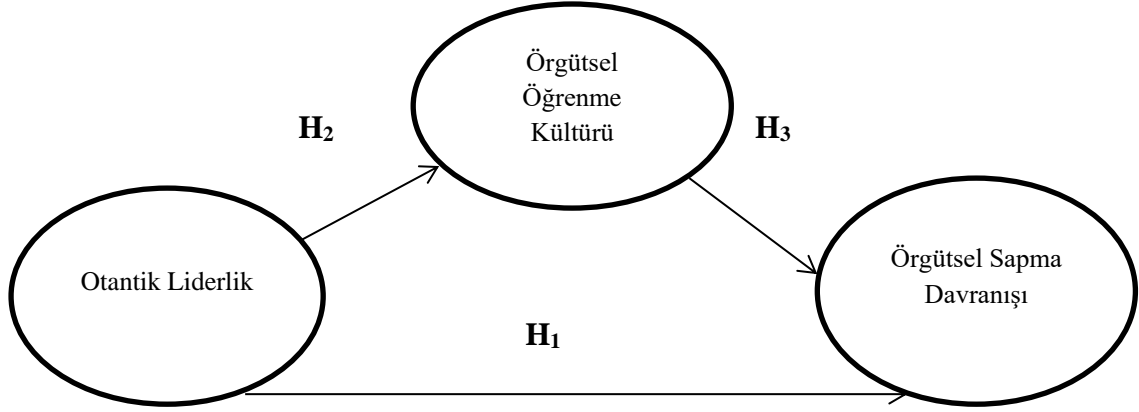 Örgütsel
Öğrenme
Kültürü
H₂
H₃
Otantik Liderlik
Örgütsel Sapma
Davranışı
H₁